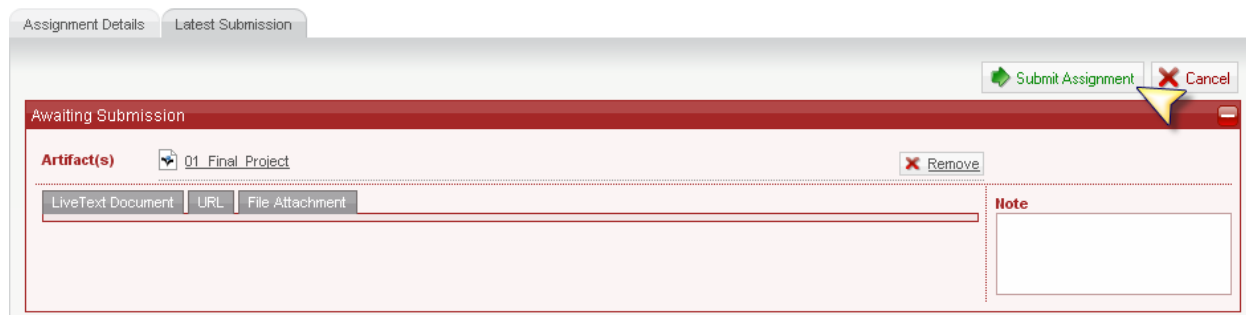 Assignment Details Latest Submission
Submit Assignment Cancel
Awaiting Submission
Artifact(s) 01_Final_Project Remove
LiveText Document URL File Attachment Note